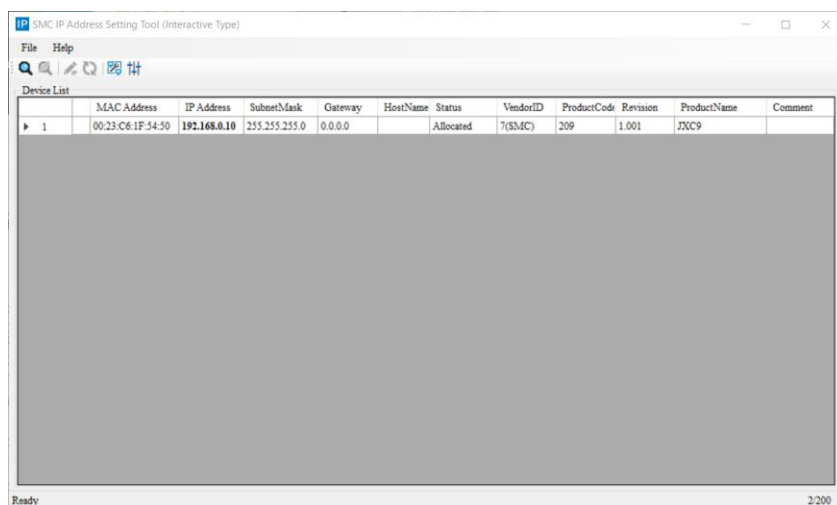 IP SMC IP Address Setting Tool (Interactive Type)
File Help
Device List
MAC Address IP Address SubnetMask Gateway HostName Status VendorID ProductCode Revision ProductName Comment
1 00:23:C6:1F:54:50 192.168.0.10 255.255.255.0 0.0.0.0 Allocated 7(SMC) 209 1.001 JXC9
Ready 2/200